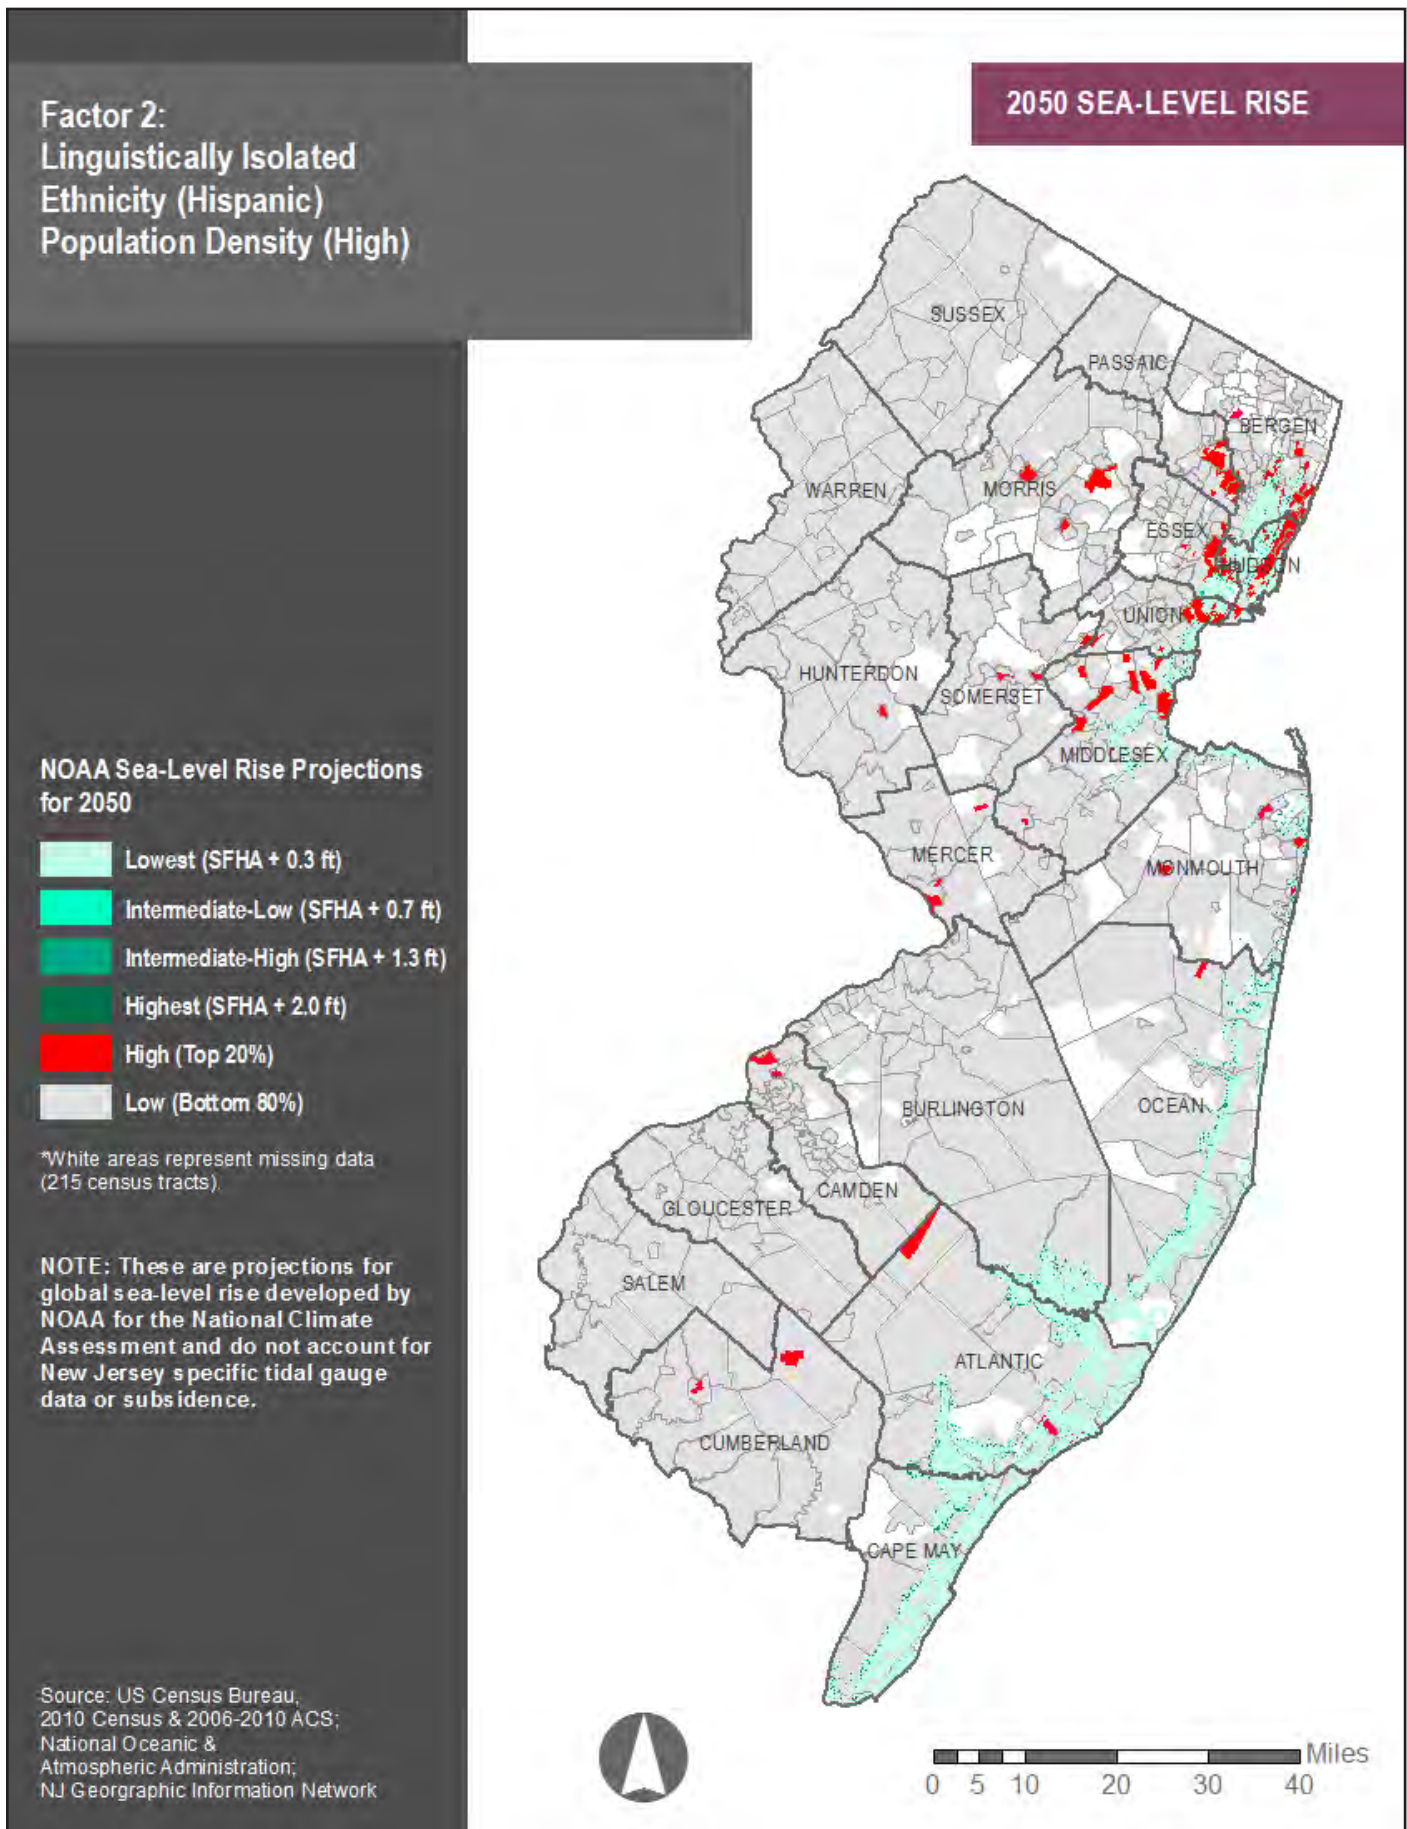 Factor 2:
Linguistically Isolated
Ethnicity (Hispanic)
Population Density (High)
2050 SEA-LEVEL RISE
SUSSEX
PASSAIC
BERGEN
WARREN
MORRIS
ESSEX
HUDSON
UNION
HUNTERDON
SOMERSET
MIDDLESEX
MERCER
MONMOUTH
BURLINGTON
OCEAN
CAMDEN
GLOUCESTER
SALEM
ATLANTIC
CUMBERLAND
CAPE MAY
NOAA Sea-Level Rise Projections
for 2050
Lowest (SFHA + 0.3 ft)
Intermediate-Low (SFHA + 0.7 ft)
Intermediate-High (SFHA + 1.3 ft)
Highest (SFHA + 2.0 ft)
High (Top 20%)
Low (Bottom 80%)
*White areas represent missing data
(215 census tracts).
NOTE: These are projections for
global sea-level rise developed by
NOAA for the National Climate
Assessment and do not account for
New Jersey specific tidal gauge
data or subsidence.
Source: US Census Bureau,
2010 Census & 2006-2010 ACS;
National Oceanic &
Atmospheric Administration;
NJ Georgraphic Information Network
Miles
0 5 10 20 30 40